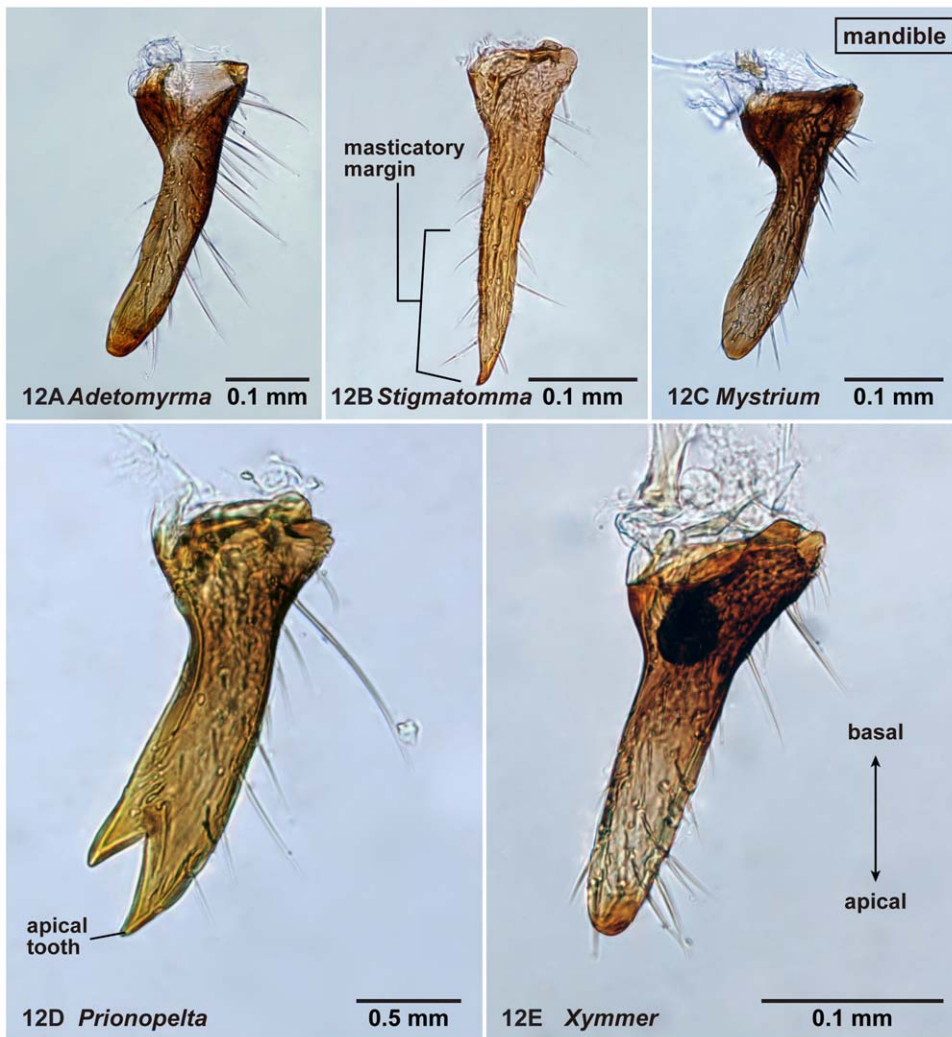 mandible
masticatory
margin
12A Adetomyrma 0.1 mm
12B Stigmatomma 0.1 mm
12C Mystrium 0.1 mm
basal
apical
apical
tooth
12D Prionopelta 0.5 mm
12E Xymmer 0.1 mm